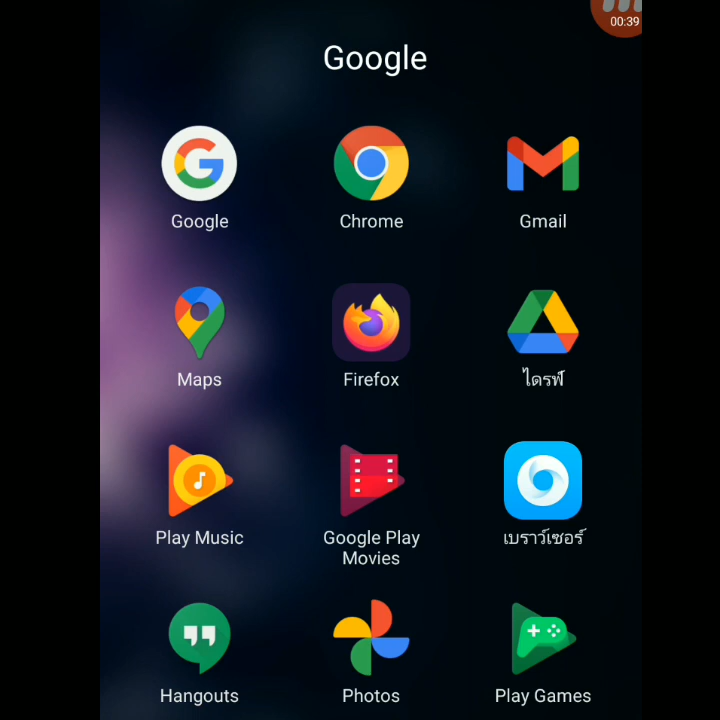 00:39
Google
Google
Chrome
Gmail
Maps
Firefox
ไดรฟ์
Play Music
Google Play
Movies
เบราว์เซอร์
Hangouts
Photos
Play Games